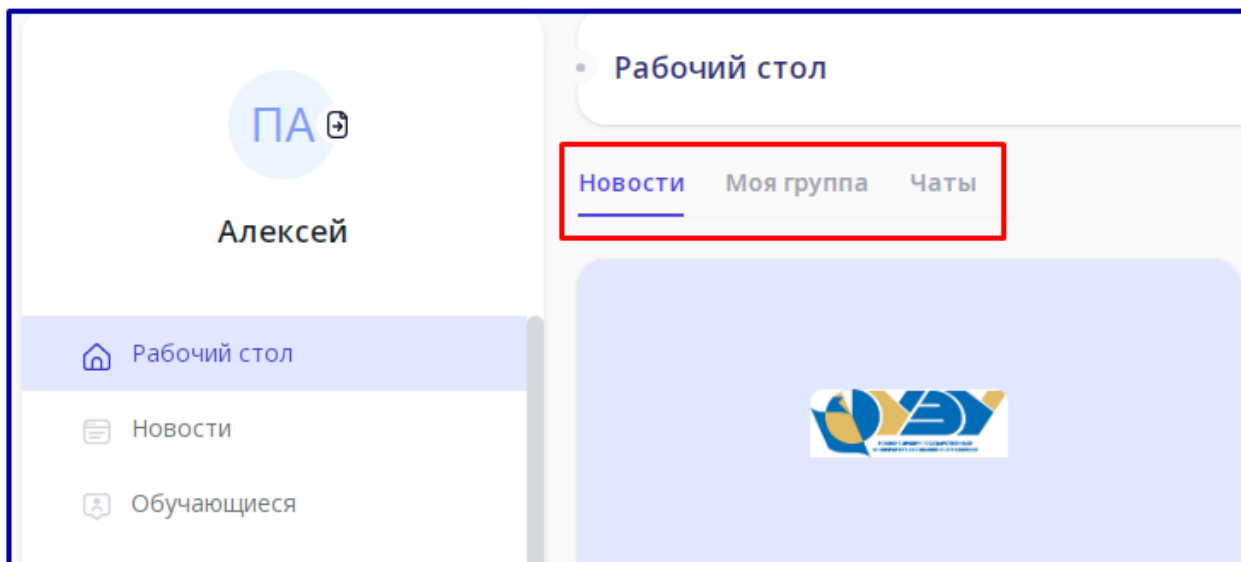 ПА
Алексей
Рабочий стол
Новости
Обучающиеся
Рабочий стол
Новости Моя группа Чаты